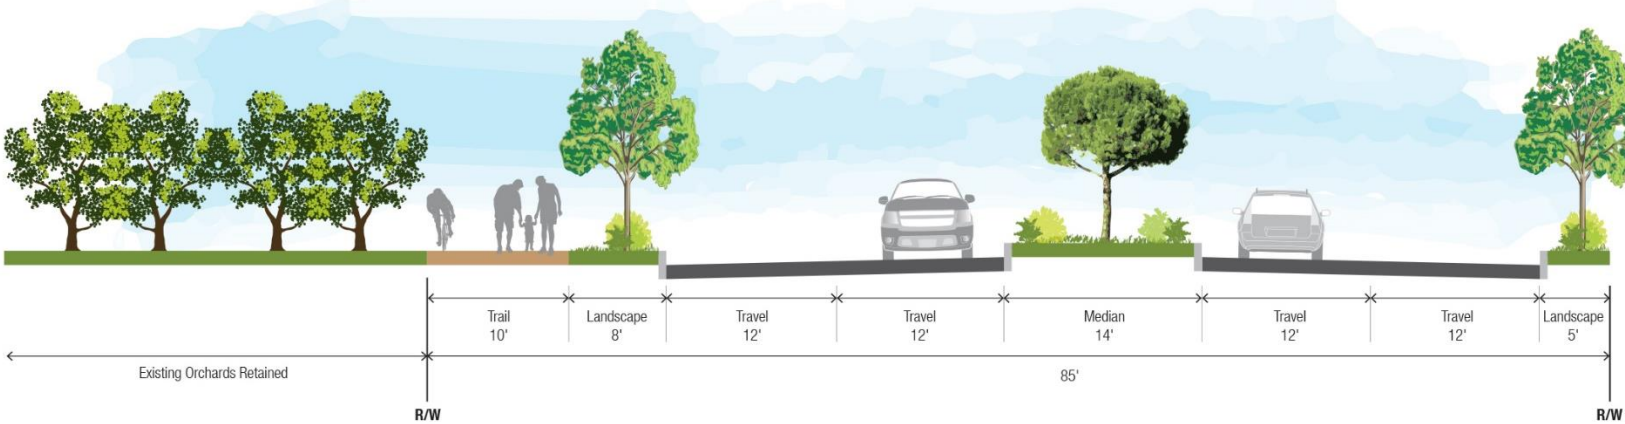 Trail
10'
Landscape
8'
Travel
12'
Travel
12'
Median
14'
Travel
12'
Travel
12'
Landscape
5'
Existing Orchards Retained
85'
R/W
R/W